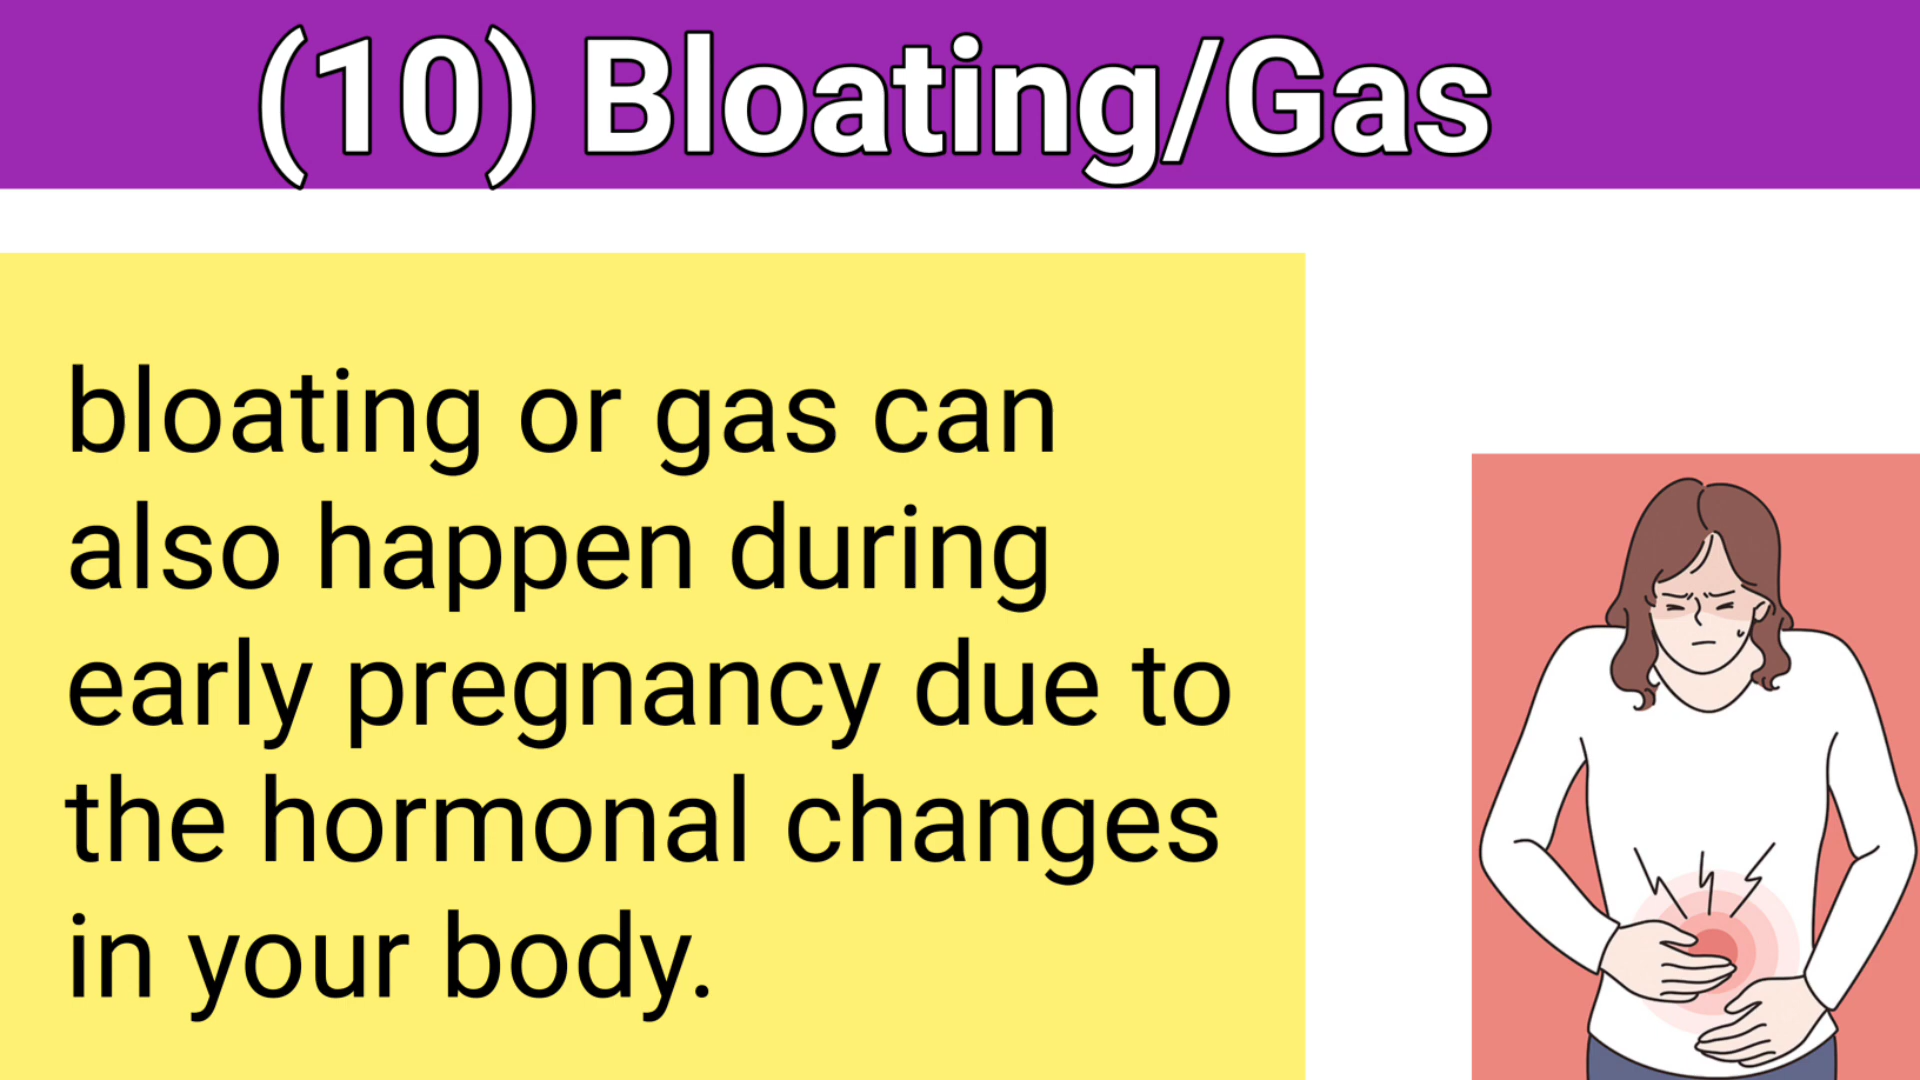 (10) Bloating/Gas
bloating or gas can
also happen during
early pregnancy due to
the hormonal changes
in your body.